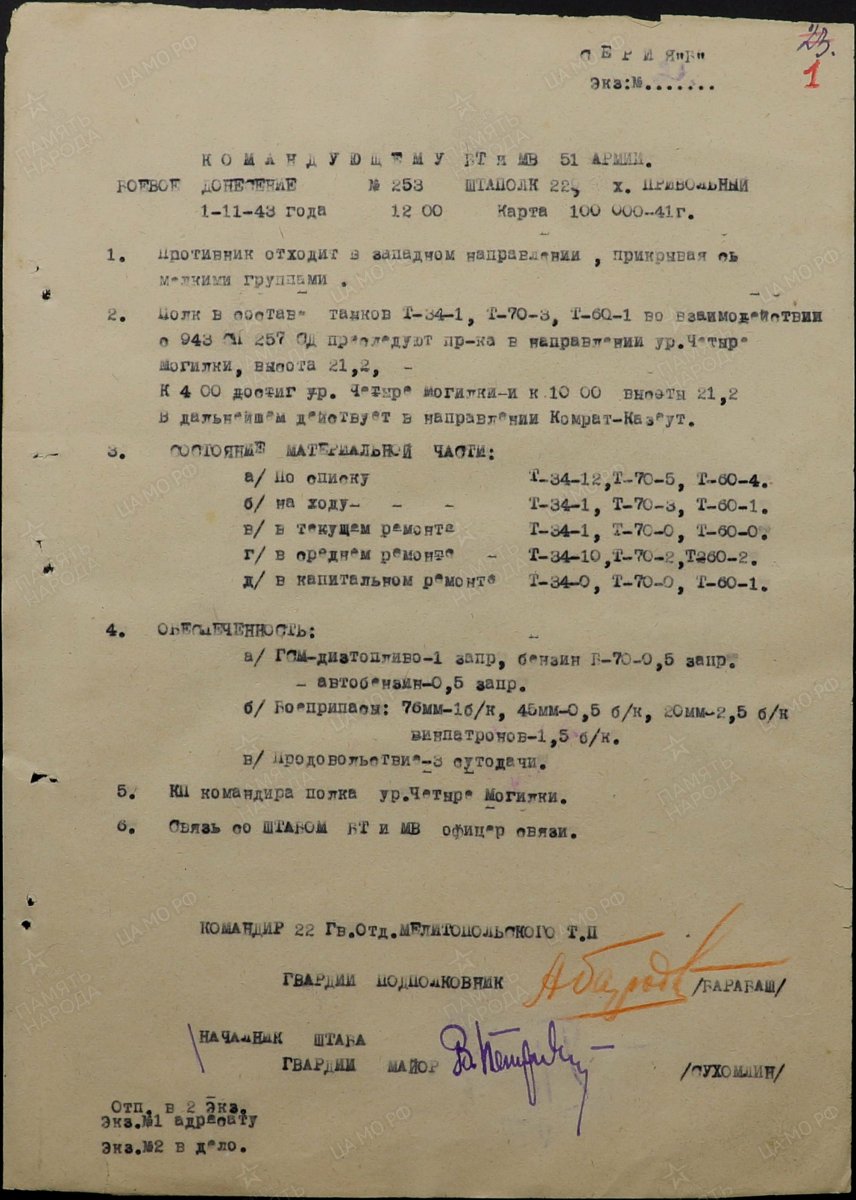 23.
1
СЕРИЯ"Б"
Экз:№.......
КОМАНДУЮЩЕМУ БТ и МВ 51 АРМИИ.
БОЕВОЕ ДОНЕСЕНИЕ № 253 ШТАПОЛК 22, х. ПРИВОЛЬНЫЙ
1-11-43 года 12 00 Карта 100 000-41г.
1. Противник отходит в западном направлении , прикрывая сь
мелкими группами .
2. Полк в составе танков Т-34-1, Т-70-3, Т-60-1 во взаимодействии
с 943 СП 257 СД преследуют пр-ка в направлении ур.Четыре
Могилки, высота 21,2, -
К 4 00 достиг ур. Четыре Могилки-и к 10 00 высоты 21,2
В дальнейшем действует в направлении Комрат-Казеут.
3. СОСТОЯНИЕ МАТЕРИАЛЬНОЙ ЧАСТИ:
а/ По списку Т-34-12,Т-70-5, Т-60-4.
б/ на ходу- - - Т-34-1, Т-70-3, Т-60-1.
в/ в текущем ремонте Т-34-1, Т-70-0, Т-60-0.
г/ в среднем ремонте - Т-34-10,Т-70-2,Т260-2.
д/ в капитальном ремонте Т-34-0, Т-70-0, Т-60-1.
4. ОБЕСПЕЧЕННОСТЬ:
а/ ГСМ-дизтопливо-1 запр, бензин Б-70-0,5 запр.
- автобензин-0,5 запр.
б/ Боеприпасы: 76мм-1б/к, 45мм-0,5 б/к, 20мм-2,5 б/к
винпатронов-1,5 б/к.
в/ Продовольствие-3 сутодачи.
5. КП командира полка ур.Четыре Могилки.
6. Связь со ШТАБОМ БТ и МВ офицер связи.
КОМАНДИР 22 Гв.Отд.МЕЛИТОПОЛЬСКОГО Т.П
ГВАРДИИ ПОДПОЛКОВНИК /БАРАБАШ/
НАЧАЛНИК ШТАБА
ГВАРДИИ МАЙОР /СУХОМЛИН/
Отп. в 2 Экз.
Экз.№1 адресату
Экз.№2 в дело.